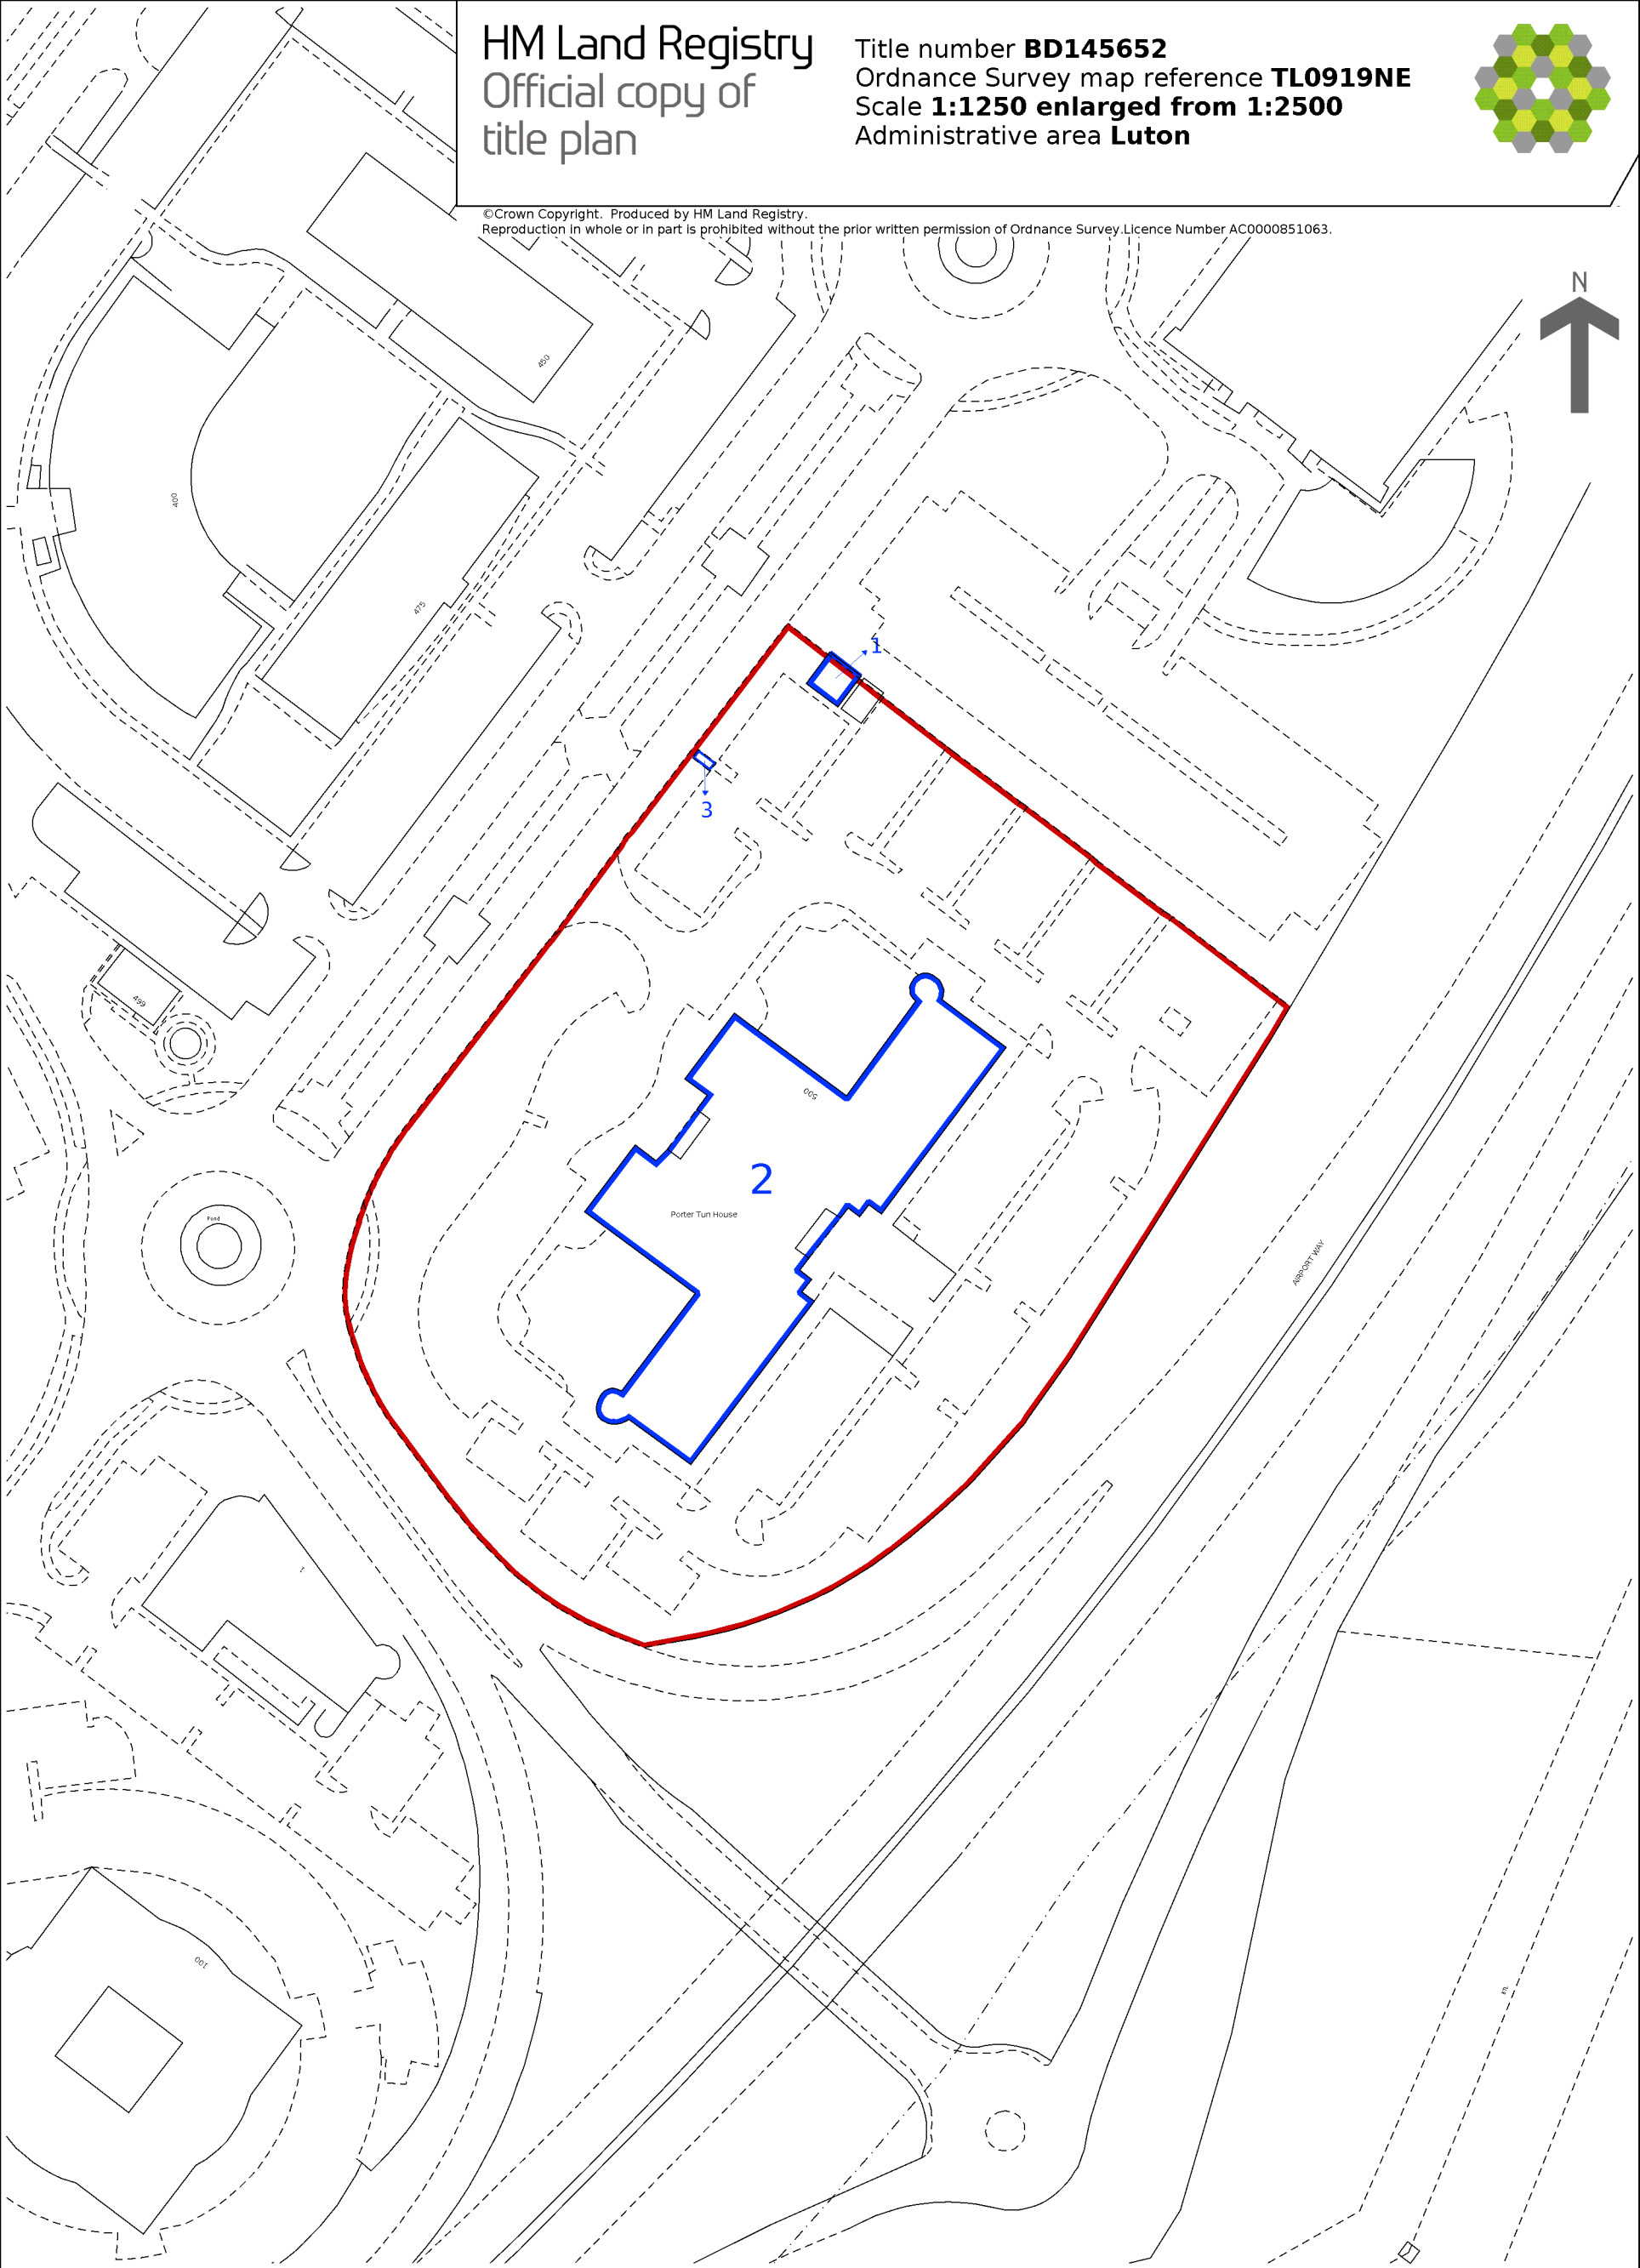 HM Land Registry
Official copy of
title plan
Title number BD145652
Ordnance Survey map reference TL0919NE
Scale 1:1250 enlarged from 1:2500
Administrative area Luton
©Crown Copyright. Produced by HM Land Registry.
Reproduction in whole or in part is prohibited without the prior written permission of Ordnance Survey.Licence Number AC0000851063.
N
450
400
475
1
3
499
500
2
Porter Tun House
Pond
AIRPORT WAY
1
100